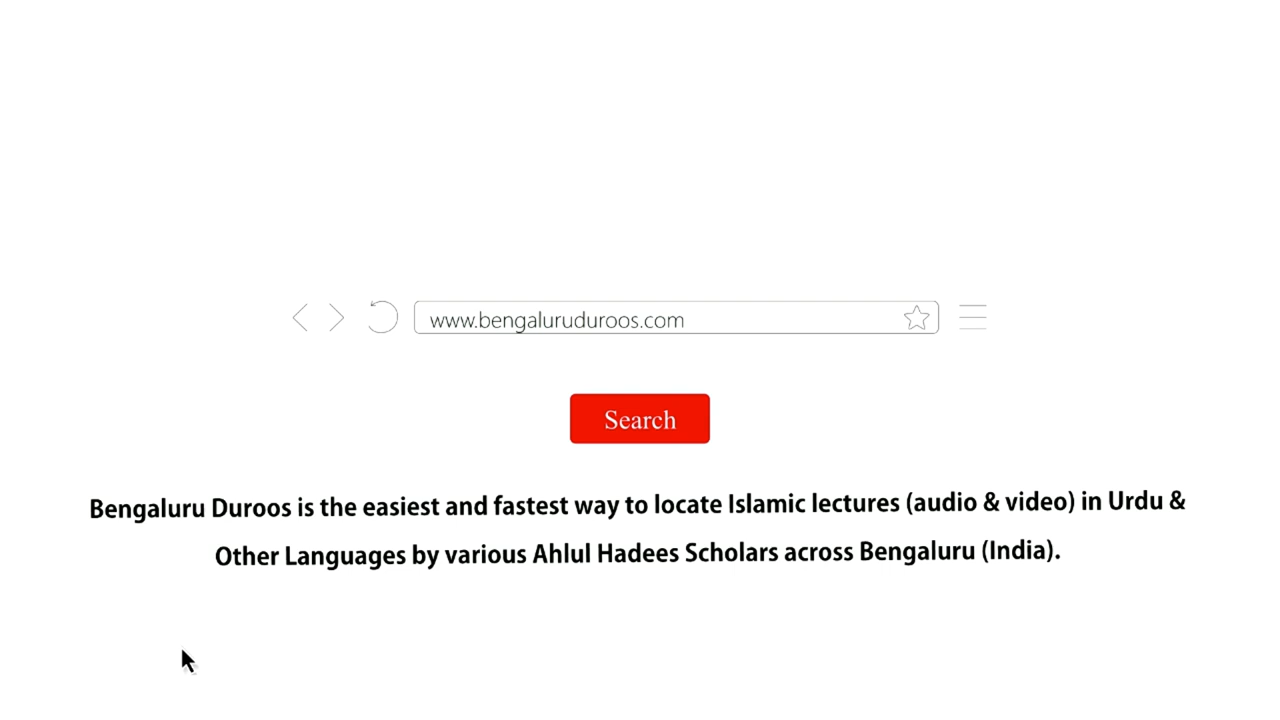 www.bengaluruduroos.com
Search
Bengaluru Duroos is the easiest and fastest way to locate Islamic lectures (audio & video) in Urdu &
Other Languages by various Ahlul Hadees Scholars across Bengaluru (India).